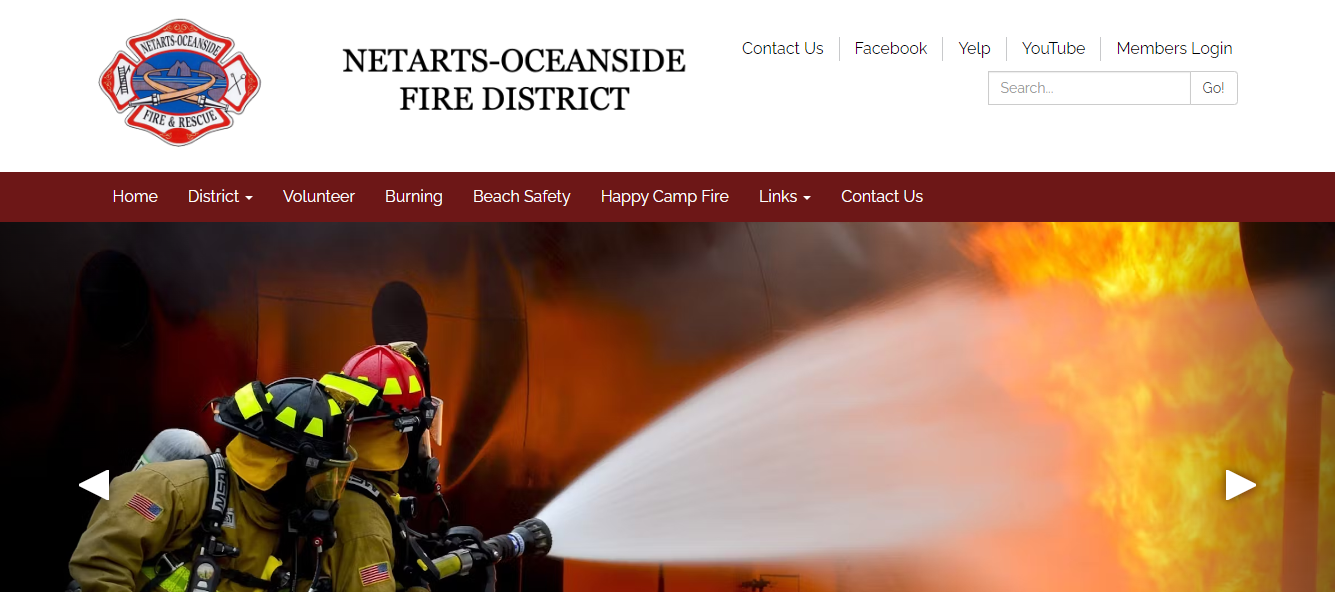 NETARTS-OCEANSIDE
FIRE & RESCUE
NETARTS-OCEANSIDE
FIRE DISTRICT
Contact Us Facebook Yelp YouTube Members Login
Search... Go!
Home District Volunteer Burning Beach Safety Happy Camp Fire Links Contact Us